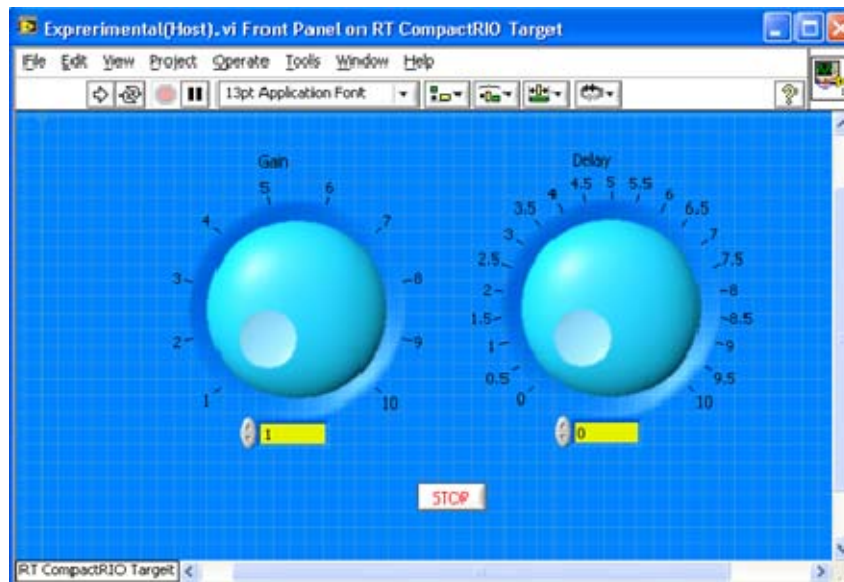 Exprerimental(Host).vi Front Panel on RT CompactRIO Target
File Edit View Project Operate Tools Window Help
13pt Application Font
Gain
1 2 3 4 5 6 7 8 9 10
1
Delay
0 0.5 1 1.5 2 2.5 3 3.5 4 4.5 5 5.5 6 6.5 7 7.5 8 8.5 9 9.5 10
0
STOP
RT CompactRIO Target